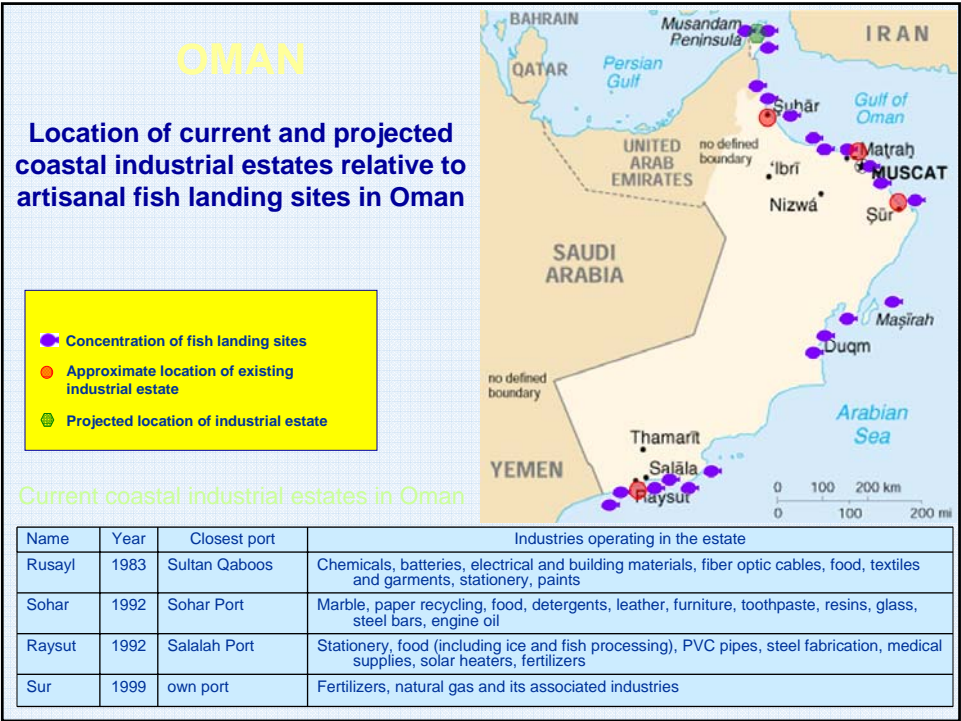 OMAN
Location of current and projected
coastal industrial estates relative to
artisanal fish landing sites in Oman
Concentration of fish landing sites
Approximate location of existing
industrial estate
Projected location of industrial estate
BAHRAIN
Musandam
Peninsula
IRAN
QATAR
Persian
Gulf
Şuḩār
Gulf of
Oman
UNITED
ARAB
EMIRATES
no defined
boundary
Maţraḩ
MUSCAT
'Ibrī
Nizwá
Şūr
SAUDI
ARABIA
Maşīrah
Duqm
no defined
boundary
Arabian
Sea
Thamarīt
YEMEN
Şalāla
Raysut
0 100 200 km
0 100 200 mi
Current coastal industrial estates in Oman
Name Year Closest port Industries operating in the estate
Rusayl 1983 Sultan Qaboos Chemicals, batteries, electrical and building materials, fiber optic cables, food, textiles
and garments, stationery, paints
Sohar 1992 Sohar Port Marble, paper recycling, food, detergents, leather, furniture, toothpaste, resins, glass,
steel bars, engine oil
Raysut 1992 Salalah Port Stationery, food (including ice and fish processing), PVC pipes, steel fabrication, medical
supplies, solar heaters, fertilizers
Sur 1999 own port Fertilizers, natural gas and its associated industries